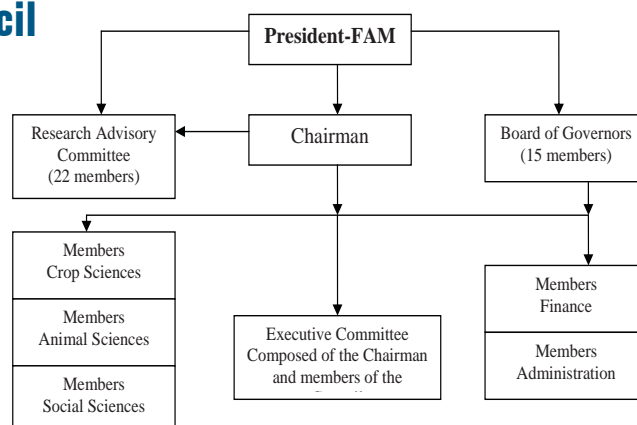 cil
President-FAM
Research Advisory
Committee
(22 members)
Chairman
Board of Governors
(15 members)
Members
Crop Sciences
Members
Animal Sciences
Members
Social Sciences
Executive Committee
Composed of the Chairman
and members of the
Members
Finance
Members
Administration